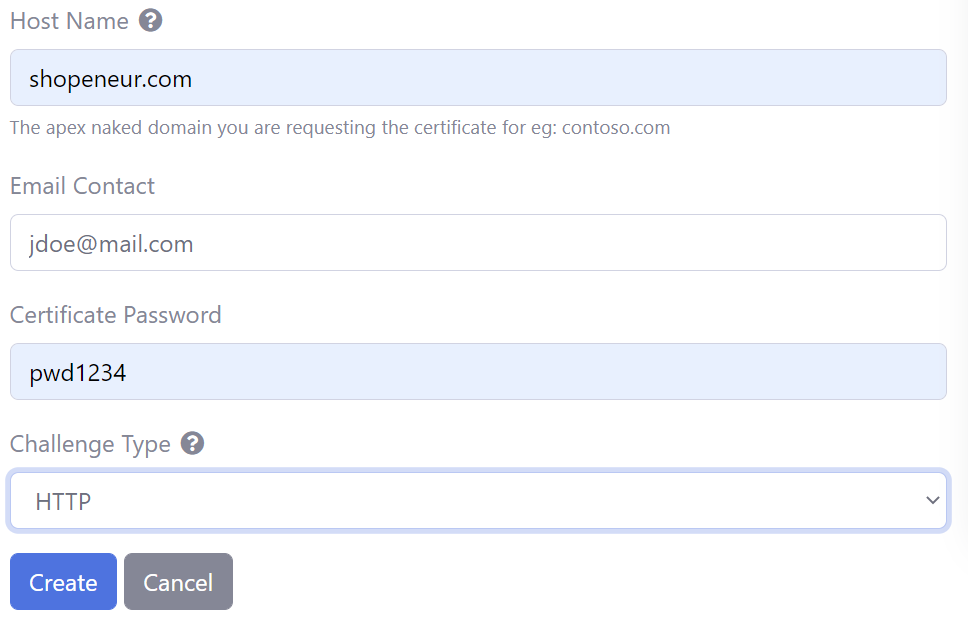 Host Name
shopeneur.com
The apex naked domain you are requesting the certificate for eg: contoso.com
Email Contact
jdoe@mail.com
Certificate Password
pwd1234
Challenge Type
HTTP
Create Cancel